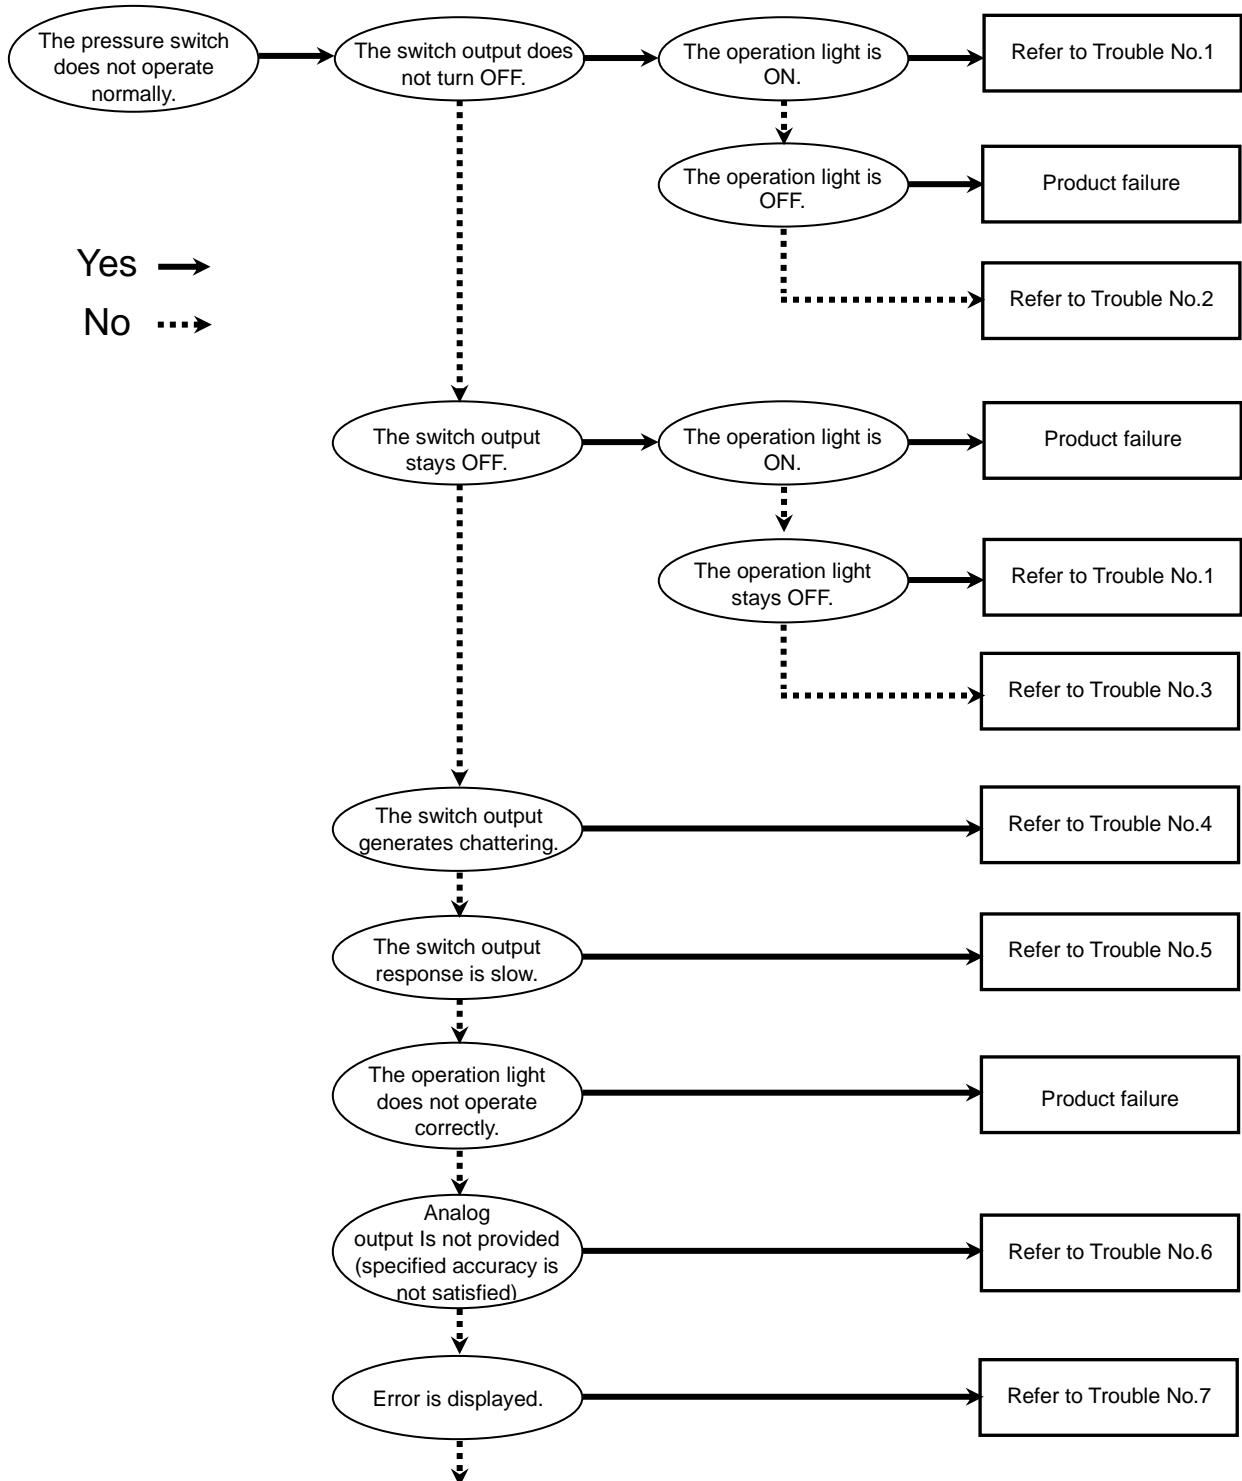 The pressure switch
does not operate
normally.
The switch output does
not turn OFF.
The operation light is
ON.
Refer to Trouble No.1
The operation light is
OFF.
Product failure
Yes
No
Refer to Trouble No.2
The switch output
stays OFF.
The operation light is
ON.
Product failure
The operation light
stays OFF.
Refer to Trouble No.1
Refer to Trouble No.3
The switch output
generates chattering.
Refer to Trouble No.4
The switch output
response is slow.
Refer to Trouble No.5
The operation light
does not operate
correctly.
Product failure
Analog
output Is not provided
(specified accuracy is
not satisfied)
Refer to Trouble No.6
Error is displayed.
Refer to Trouble No.7